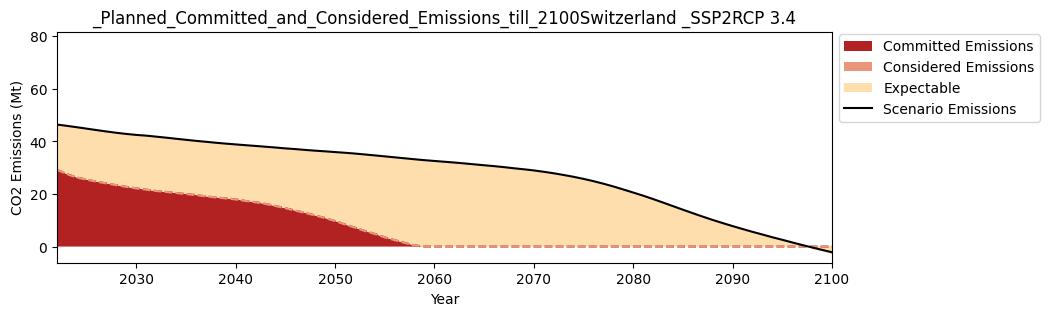 _Planned_Committed_and_Considered_Emissions_till_2100Switzerland _SSP2RCP 3.4
80
60
40
20
0
CO2 Emissions (Mt)
2030
2040
2050
2060
2070
2080
2090
2100
Year
Committed Emissions
Considered Emissions
Expectable
Scenario Emissions